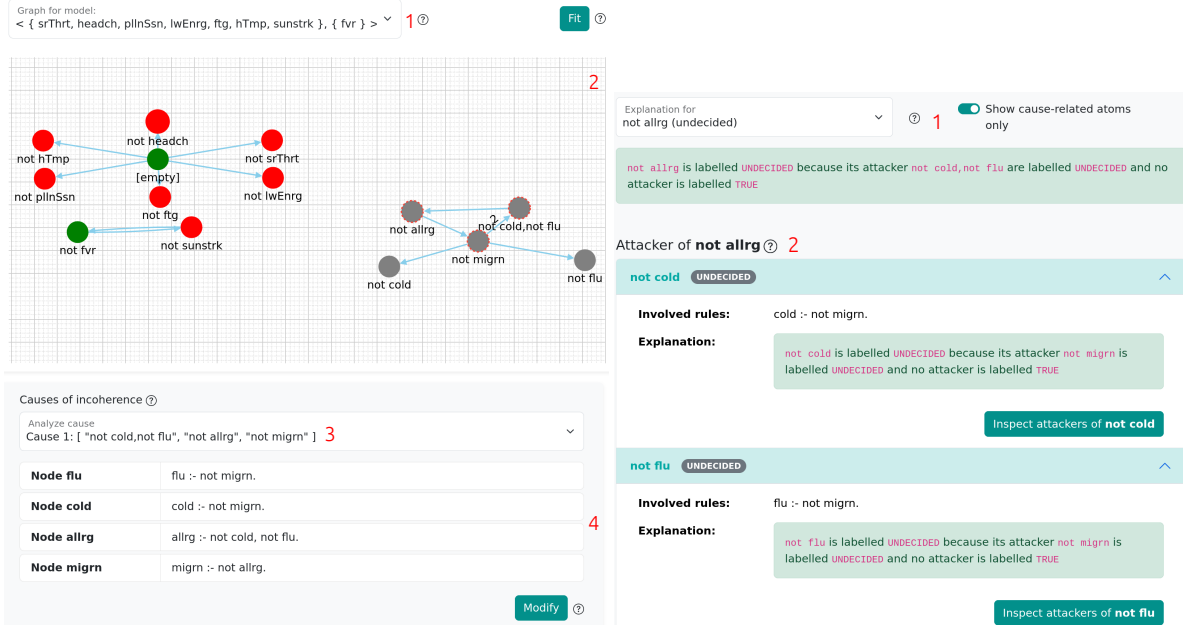 Graph for model:
< { srThrt, headch, pllnSsn, lwEnrg, ftg, hTmp, sunstrk }, { fvr } >
1
?
Fit
?
2
not headch
not hTmp
not srThrt
[empty]
not pllnSsn
not lwEnrg
not ftg
not fvr
not sunstrk
not allrg
2
not cold,not flu
not migrn
not cold
not flu
Causes of incoherence ?
Analyze cause
Cause 1: [ "not cold,not flu", "not allrg", "not migrn" ]
3
Node flu flu :- not migrn.
Node cold cold :- not migrn.
4
Node allrg allrg :- not cold, not flu.
Node migrn migrn :- not allrg.
Modify ?
Explanation for
not allrg (undecided)
?
1
Show cause-related atoms
only
not allrg is labelled UNDECIDED because its attacker not cold,not flu are labelled UNDECIDED and no
attacker is labelled TRUE
Attacker of not allrg ? 2
not cold UNDECIDED
Involved rules: cold :- not migrn.
Explanation:
not cold is labelled UNDECIDED because its attacker not migrn is
labelled UNDECIDED and no attacker is labelled TRUE
Inspect attackers of not cold
not flu UNDECIDED
Involved rules: flu :- not migrn.
Explanation:
not flu is labelled UNDECIDED because its attacker not migrn is
labelled UNDECIDED and no attacker is labelled TRUE
Inspect attackers of not flu